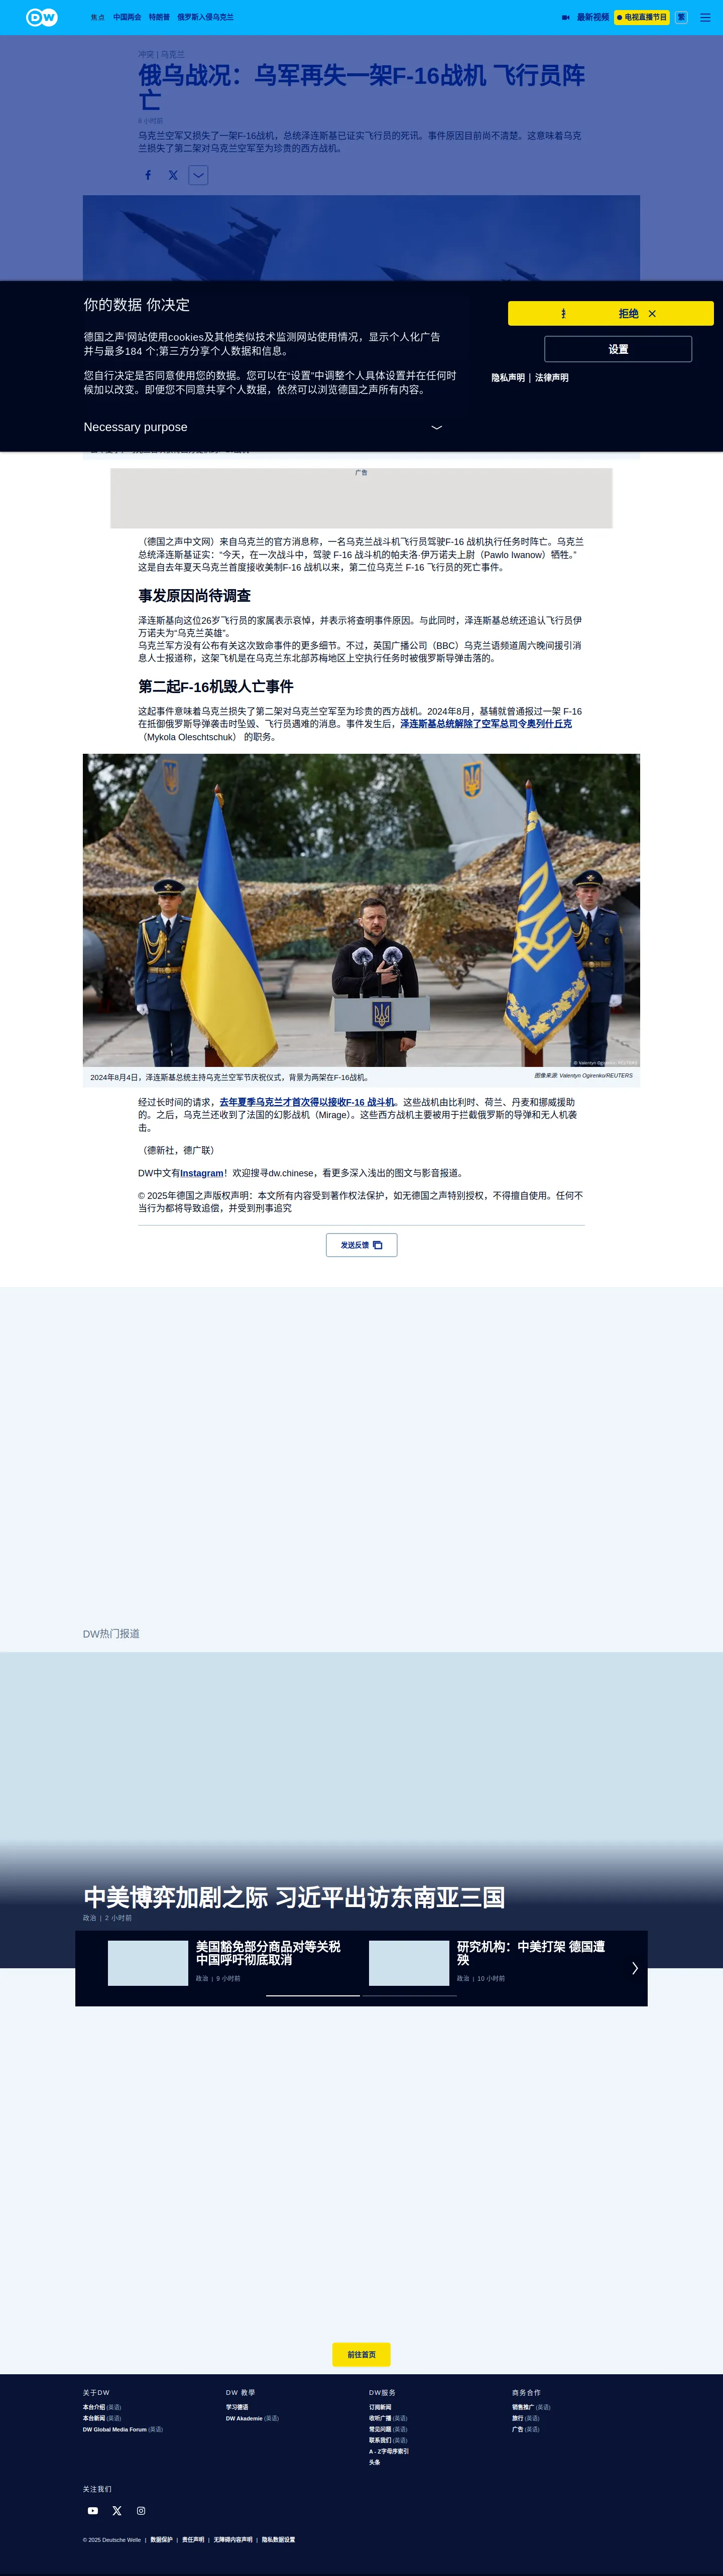 DW
焦点 中国两会 特朗普 俄罗斯入侵乌克兰
最新视频 电视直播节目 繁
冲突 | 乌克兰
俄乌战况：乌军再失一架F-16战机 飞行员阵
亡
8 小时前
乌克兰空军又损失了一架F-16战机，总统泽连斯基已证实飞行员的死讯。事件原因目前尚不清楚。这意味着乌克
兰损失了第二架对乌克兰空军至为珍贵的西方战机。
你的数据 你决定
德国之声'网站使用cookies及其他类似技术监测网站使用情况，显示个人化广告
并与最多184 个;第三方分享个人数据和信息。
您自行决定是否同意使用您的数据。您可以在“设置”中调整个人具体设置并在任何时
候加以改变。即便您不同意共享个人数据，依然可以浏览德国之声所有内容。
Necessary purpose
拒绝
设置
隐私声明 | 法律声明
广告
（德国之声中文网）来自乌克兰的官方消息称，一名乌克兰战斗机飞行员驾驶F-16 战机执行任务时阵亡。乌克兰
总统泽连斯基证实：“今天，在一次战斗中，驾驶 F-16 战斗机的帕夫洛·伊万诺夫上尉（Pawlo Iwanow）牺牲。”
这是自去年夏天乌克兰首度接收美制F-16 战机以来，第二位乌克兰 F-16 飞行员的死亡事件。
事发原因尚待调查
泽连斯基向这位26岁飞行员的家属表示哀悼，并表示将查明事件原因。与此同时，泽连斯基总统还追认飞行员伊
万诺夫为“乌克兰英雄”。
乌克兰军方没有公布有关这次致命事件的更多细节。不过，英国广播公司（BBC）乌克兰语频道周六晚间援引消
息人士报道称，这架飞机是在乌克兰东北部苏梅地区上空执行任务时被俄罗斯导弹击落的。
第二起F-16机毁人亡事件
这起事件意味着乌克兰损失了第二架对乌克兰空军至为珍贵的西方战机。2024年8月，基辅就曾通报过一架 F-16
在抵御俄罗斯导弹袭击时坠毁、飞行员遇难的消息。事件发生后，泽连斯基总统解除了空军总司令奥列什丘克
（Mykola Oleschtschuk） 的职务。
© Valentyn Ogirenko/REUTERS
2024年8月4日，泽连斯基总统主持乌克兰空军节庆祝仪式，背景为两架在F-16战机。
图像来源: Valentyn Ogirenko/REUTERS
经过长时间的请求，去年夏季乌克兰才首次得以接收F-16 战斗机。这些战机由比利时、荷兰、丹麦和挪威援助
的。之后，乌克兰还收到了法国的幻影战机（Mirage）。这些西方战机主要被用于拦截俄罗斯的导弹和无人机袭
击。
（德新社，德广联）
DW中文有Instagram！欢迎搜寻dw.chinese，看更多深入浅出的图文与影音报道。
© 2025年德国之声版权声明：本文所有内容受到著作权法保护，如无德国之声特别授权，不得擅自使用。任何不
当行为都将导致追偿，并受到刑事追究
发送反馈
DW热门报道
中美博弈加剧之际 习近平出访东南亚三国
政治 | 2 小时前
美国豁免部分商品对等关税
中国呼吁彻底取消
政治 | 9 小时前
研究机构：中美打架 德国遭
殃
政治 | 10 小时前
前往首页
关于DW
本台介绍 (英语)
本台新闻 (英语)
DW Global Media Forum (英语)
DW 教學
学习德语
DW Akademie (英语)
DW服务
订阅新闻
收听广播 (英语)
常见问题 (英语)
联系我们 (英语)
A - Z字母序索引
头条
商务合作
销售推广 (英语)
旅行 (英语)
广告 (英语)
关注我们
© 2025 Deutsche Welle | 数据保护 | 责任声明 | 无障碍内容声明 | 隐私数据设置